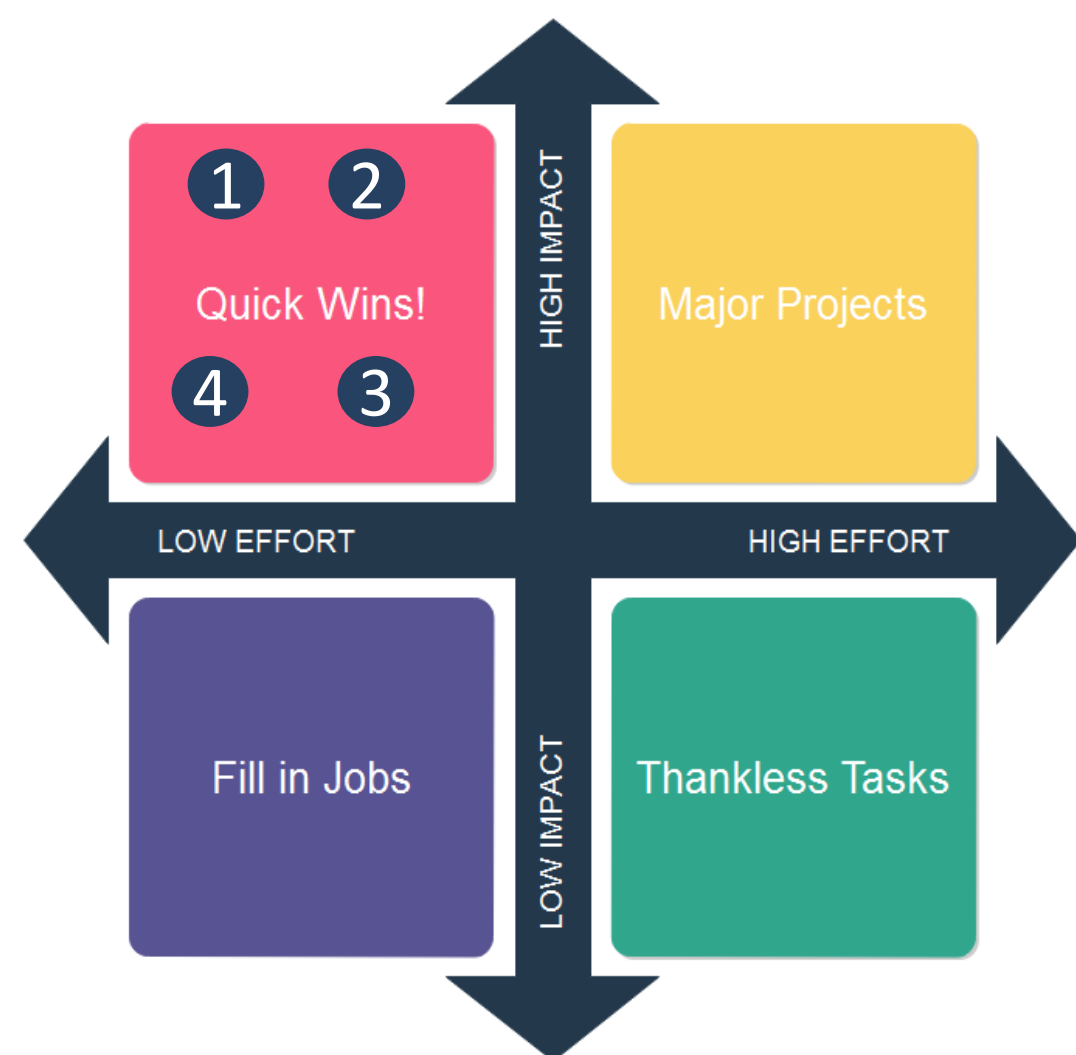 1 2
HIGH IMPACT
Quick Wins!
Major Projects
4 3
LOW EFFORT
HIGH EFFORT
Fill in Jobs
Thankless Tasks
LOW IMPACT